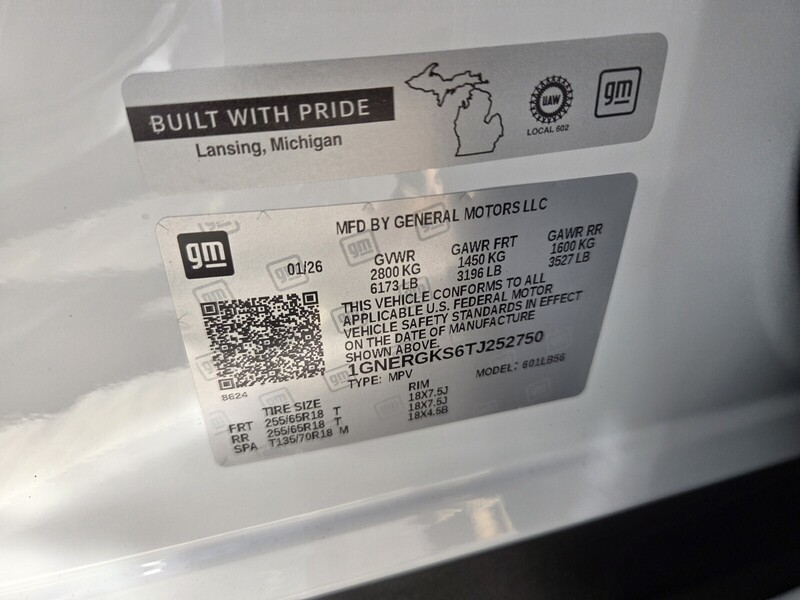 BUILT WITH PRIDE
Lansing, Michigan
UAW
LOCAL 602
gm
gm
MFD BY GENERAL MOTORS LLC
01/26
GVWR
2800 KG
6173 LB
GAWR FRT
1450 KG
3196 LB
GAWR RR
1600 KG
3527 LB
THIS VEHICLE CONFORMS TO ALL
APPLICABLE U.S. FEDERAL MOTOR
VEHICLE SAFETY STANDARDS IN EFFECT
ON THE DATE OF MANUFACTURE
SHOWN ABOVE.
1GNERGKS6TJ252750
TYPE: MPV
MODEL: 601LB56
8624
TIRE SIZE RIM
FRT 255/65R18 T 18X7.5J
RR 255/65R18 T 18X7.5J
SPA T135/70R18 M 18X4.5B